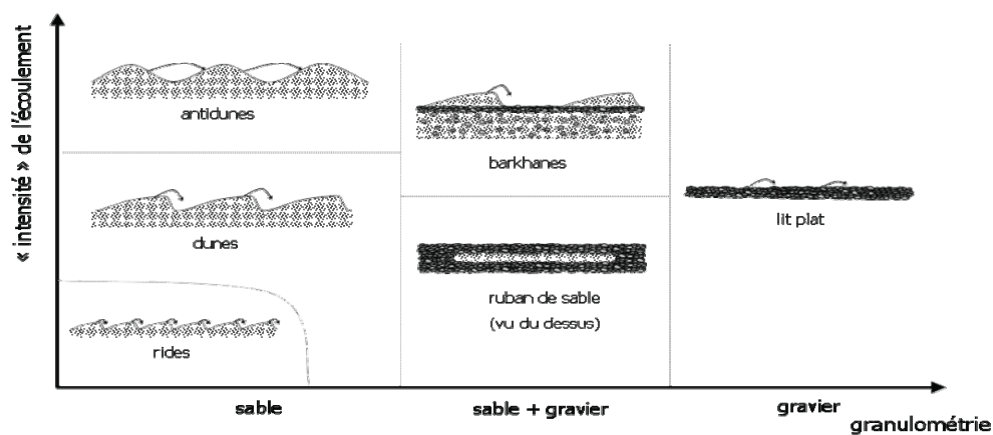 « intensité » de l'écoulement
antidunes
barkhanes
lit plat
dunes
ruban de sable
(vu du dessus)
rides
sable
sable + gravier
gravier
granulométrie